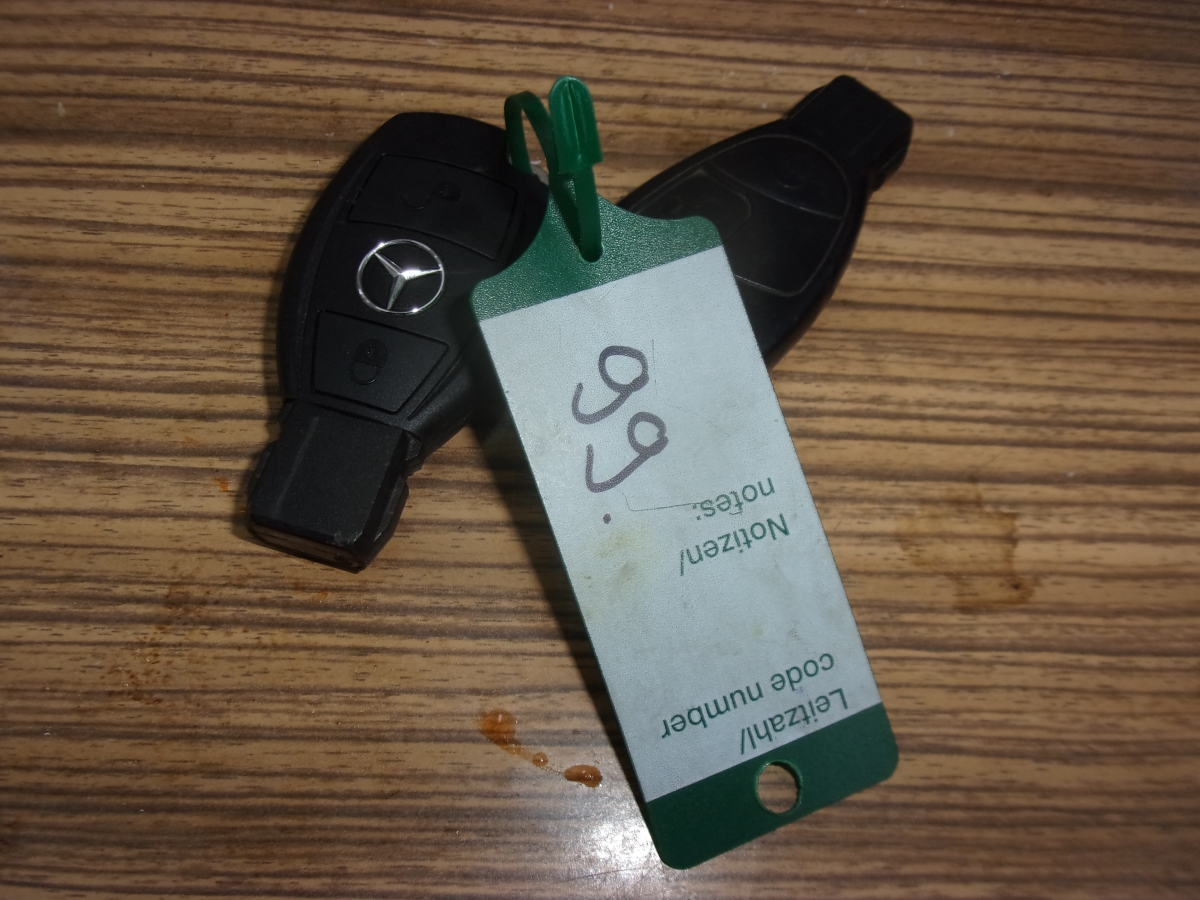 Leitzahl/
code number
Notizen/
notes:
99.